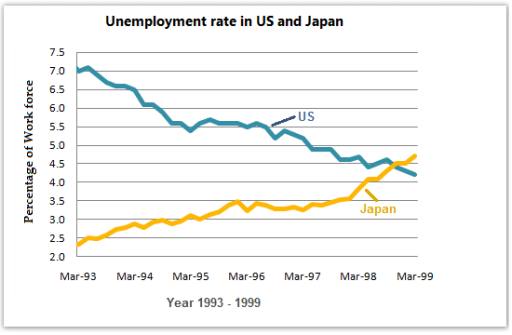 Unemployment rate in US and Japan
Percentage of Work force
7.5
7.0
6.5
6.0
5.5
5.0
4.5
4.0
3.5
3.0
2.5
2.0
US
Japan
Mar-93 Mar-94 Mar-95 Mar-96 Mar-97 Mar-98 Mar-99
Year 1993 - 1999